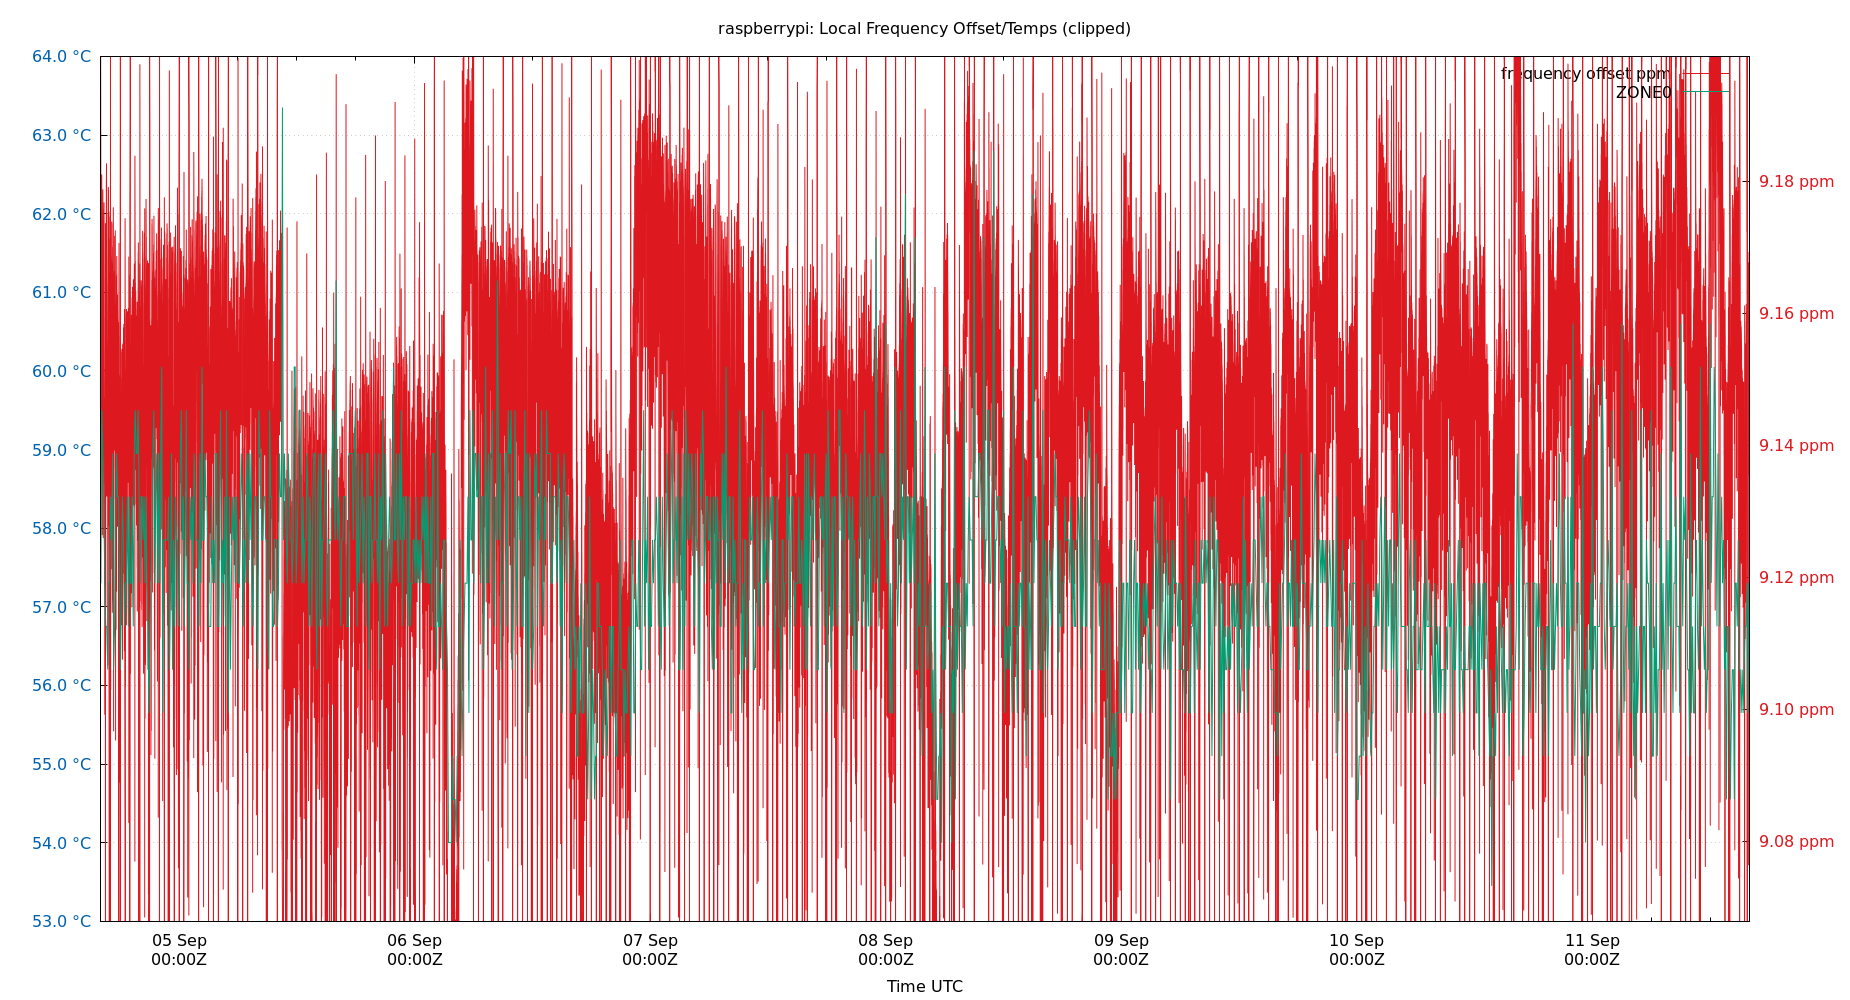 raspberrypi: Local Frequency Offset/Temps (clipped)
64.0 °C
63.0 °C
62.0 °C
61.0 °C
60.0 °C
59.0 °C
58.0 °C
57.0 °C
56.0 °C
55.0 °C
54.0 °C
53.0 °C
frequency offset ppm
ZONE0
9.18 ppm
9.16 ppm
9.14 ppm
9.12 ppm
9.10 ppm
9.08 ppm
05 Sep
00:00Z
06 Sep
00:00Z
07 Sep
00:00Z
08 Sep
00:00Z
09 Sep
00:00Z
10 Sep
00:00Z
11 Sep
00:00Z
Time UTC